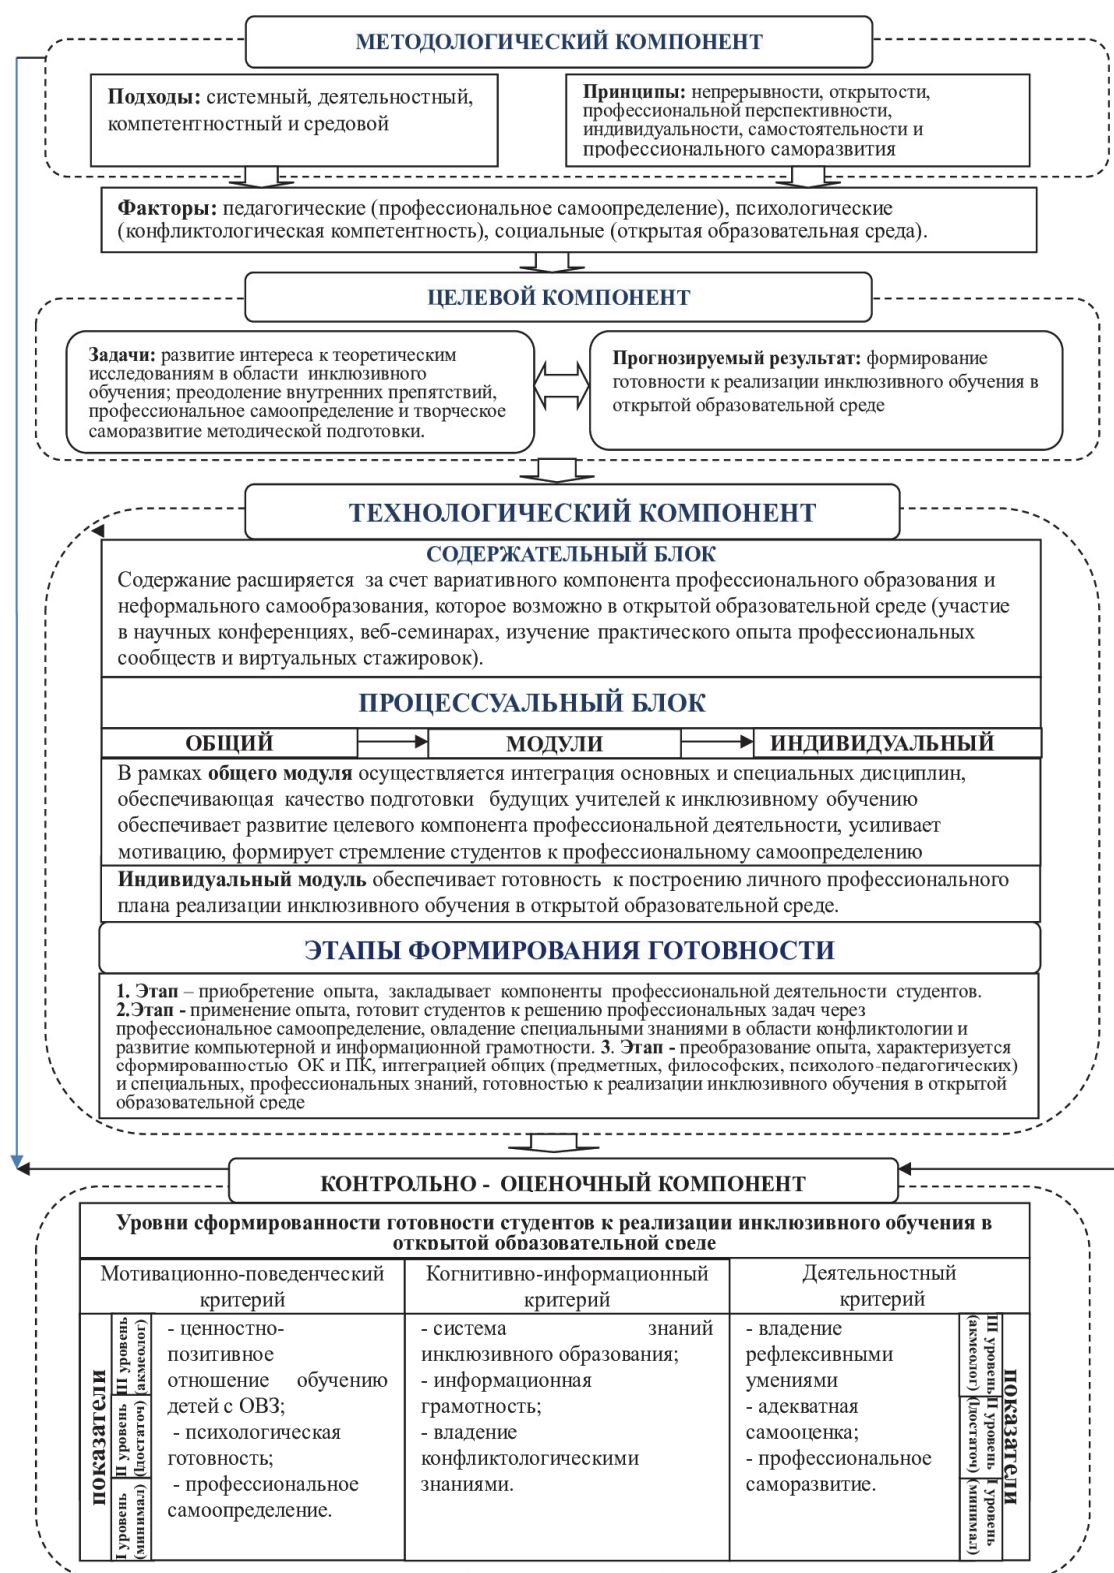 МЕТОДОЛОГИЧЕСКИЙ КОМПОНЕНТ
Подходы: системный, деятельностный,
компетентностный и средовой
Принципы: непрерывности, открытости,
профессиональной перспективности,
индивидуальности, самостоятельности и
профессионального саморазвития
Факторы: педагогические (профессиональное самоопределение), психологические
(конфликтологическая компетентность), социальные (открытая образовательная среда).
ЦЕЛЕВОЙ КОМПОНЕНТ
Задачи: развитие интереса к теоретическим
исследованиям в области инклюзивного
обучения; преодоление внутренних препятствий,
профессиональное самоопределение и творческое
саморазвитие методической подготовки.
Прогнозируемый результат: формирование
готовности к реализации инклюзивного обучения в
открытой образовательной среде
ТЕХНОЛОГИЧЕСКИЙ КОМПОНЕНТ
СОДЕРЖАТЕЛЬНЫЙ БЛОК
Содержание расширяется за счет вариативного компонента профессионального образования и
неформального самообразования, которое возможно в открытой образовательной среде (участие
в научных конференциях, веб-семинарах, изучение практического опыта профессиональных
сообществ и виртуальных стажировок).
ПРОЦЕССУАЛЬНЫЙ БЛОК
ОБЩИЙ МОДУЛИ ИНДИВИДУАЛЬНЫЙ
В рамках общего модуля осуществляется интеграция основных и специальных дисциплин,
обеспечивающая качество подготовки будущих учителей к инклюзивному обучению
обеспечивает развитие целевого компонента профессиональной деятельности, усиливает
мотивацию, формирует стремление студентов к профессиональному самоопределению
Индивидуальный модуль обеспечивает готовность к построению личного профессионального
плана реализации инклюзивного обучения в открытой образовательной среде.
ЭТАПЫ ФОРМИРОВАНИЯ ГОТОВНОСТИ
1. Этап – приобретение опыта, закладывает компоненты профессиональной деятельности студентов.
2.Этап - применение опыта, готовит студентов к решению профессиональных задач через
профессиональное самоопределение, овладение специальными знаниями в области конфликтологии и
развитие компьютерной и информационной грамотности. 3. Этап - преобразование опыта, характеризуется
сформированностью ОК и ПК, интеграцией общих (предметных, философских, психолого-педагогических)
и специальных, профессиональных знаний, готовностью к реализации инклюзивного обучения в открытой
образовательной среде
КОНТРОЛЬНО - ОЦЕНОЧНЫЙ КОМПОНЕНТ
Уровни сформированности готовности студентов к реализации инклюзивного обучения в
открытой образовательной среде
Мотивационно-поведенческий
критерий
Когнитивно-информационный
критерий
Деятельностный
критерий
показатели
III уровень
(акмеолог)
II уровень
(достаточ)
I уровень
(минимал)
- ценностно-
позитивное
отношение обучению
детей с ОВЗ;
- психологическая
готовность;
- профессиональное
самоопределение.
- система знаний
инклюзивного образования;
- информационная
грамотность;
- владение
конфликтологическими
знаниями.
- владение
рефлексивными
умениями
- адекватная
самооценка;
- профессиональное
саморазвитие.
III уровень
(акмеолог)
II уровень
(достаточ)
I уровень
(минимал)
показатели